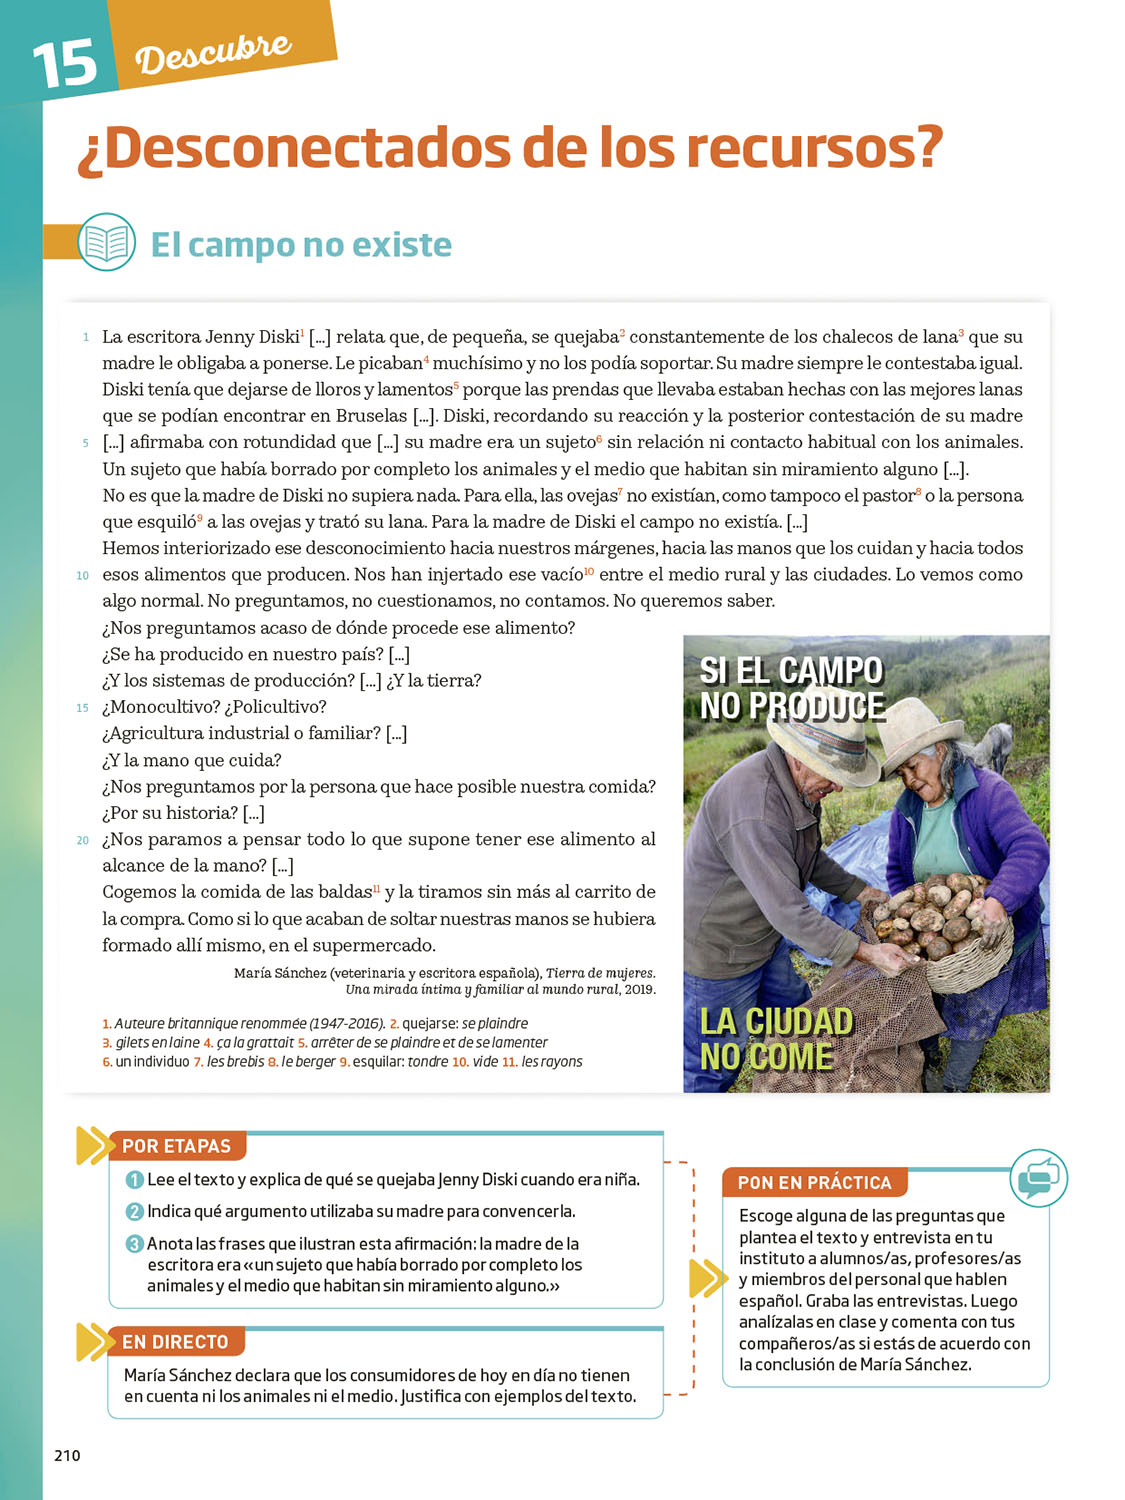 15 Descubre
¿Desconectados de los recursos?
El campo no existe
1 La escritora Jenny Diski1 [...] relata que, de pequeña, se quejaba2 constantemente de los chalecos de lana3 que su
madre le obligaba a ponerse. Le picaban4 muchísimo y no los podía soportar. Su madre siempre le contestaba igual.
Diski tenía que dejarse de lloros y lamentos5 porque las prendas que llevaba estaban hechas con las mejores lanas
que se podían encontrar en Bruselas [...]. Diski, recordando su reacción y la posterior contestación de su madre
5 [...] afirmaba con rotundidad que [...] su madre era un sujeto6 sin relación ni contacto habitual con los animales.
Un sujeto que había borrado por completo los animales y el medio que habitan sin miramiento alguno [...].
No es que la madre de Diski no supiera nada. Para ella, las ovejas7 no existían, como tampoco el pastor8 o la persona
que esquiló9 a las ovejas y trató su lana. Para la madre de Diski el campo no existía. [...]
Hemos interiorizado ese desconocimiento hacia nuestros márgenes, hacia las manos que los cuidan y hacia todos
10 esos alimentos que producen. Nos han injertado ese vacío10 entre el medio rural y las ciudades. Lo vemos como
algo normal. No preguntamos, no cuestionamos, no contamos. No queremos saber.
¿Nos preguntamos acaso de dónde procede ese alimento?
¿Se ha producido en nuestro país? [...]
¿Y los sistemas de producción? [...] ¿Y la tierra?
15 ¿Monocultivo? ¿Policultivo?
¿Agricultura industrial o familiar? [...]
¿Y la mano que cuida?
¿Nos preguntamos por la persona que hace posible nuestra comida?
¿Por su historia? [...]
20 ¿Nos paramos a pensar todo lo que supone tener ese alimento al
alcance de la mano? [...]
Cogemos la comida de las baldas11 y la tiramos sin más al carrito de
la compra. Como si lo que acaban de soltar nuestras manos se hubiera
formado allí mismo, en el supermercado.
María Sánchez (veterinaria y escritora española), Tierra de mujeres.
Una mirada íntima y familiar al mundo rural, 2019.
1. Auteure britannique renommée (1947-2016). 2. quejarse: se plaindre
3. gilets en laine 4. ça la grattait 5. arrêter de se plaindre et de se lamenter
6. un individuo 7. les brebis 8. le berger 9. esquilar: tondre 10. vide 11. les rayons
SI EL CAMPO
NO PRODUCE
LA CIUDAD
NO COME
POR ETAPAS
1 Lee el texto y explica de qué se quejaba Jenny Diski cuando era niña.
2 Indica qué argumento utilizaba su madre para convencerla.
3 Anota las frases que ilustran esta afirmación: la madre de la
escritora era «un sujeto que había borrado por completo los
animales y el medio que habitan sin miramiento alguno.»
EN DIRECTO
María Sánchez declara que los consumidores de hoy en día no tienen
en cuenta ni los animales ni el medio. Justifica con ejemplos del texto.
PON EN PRÁCTICA
Escoge alguna de las preguntas que
plantea el texto y entrevista en tu
instituto a alumnos/as, profesores/as
y miembros del personal que hablen
español. Graba las entrevistas. Luego
analízalas en clase y comenta con tus
compañeros/as si estás de acuerdo con
la conclusión de María Sánchez.
210